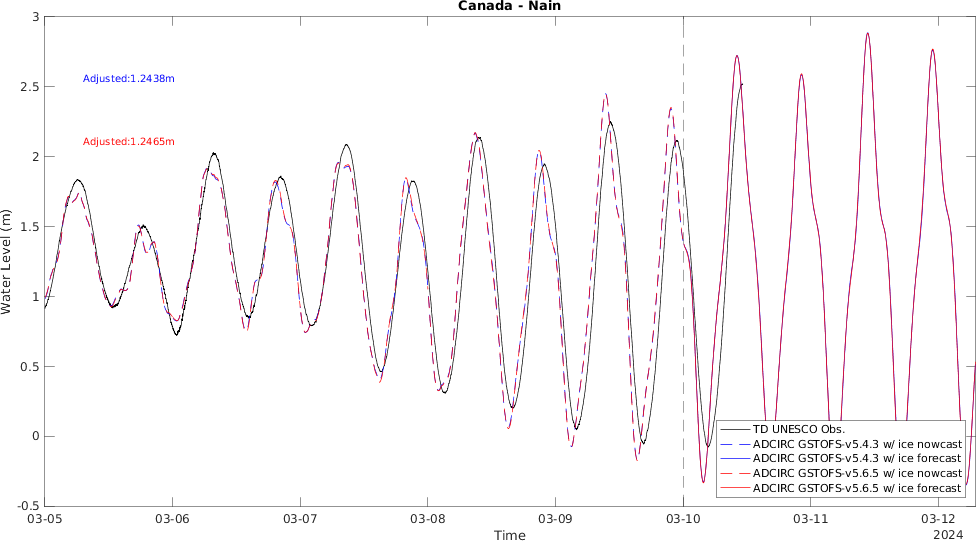 Canada - Nain
3
2.5
2
1.5
1
0.5
0
-0.5
Water Level (m)
Adjusted:1.2438m
Adjusted:1.2465m
TD UNESCO Obs.
ADCIRC GSTOFS-v5.4.3 w/ ice nowcast
ADCIRC GSTOFS-v5.4.3 w/ ice forecast
ADCIRC GSTOFS-v5.6.5 w/ ice nowcast
ADCIRC GSTOFS-v5.6.5 w/ ice forecast
03-05 03-06 03-07 03-08 03-09 03-10 03-11 03-12
Time
2024